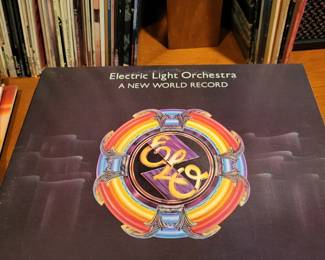 Electric Light Orchestra
A NEW WORLD RECORD
ELO